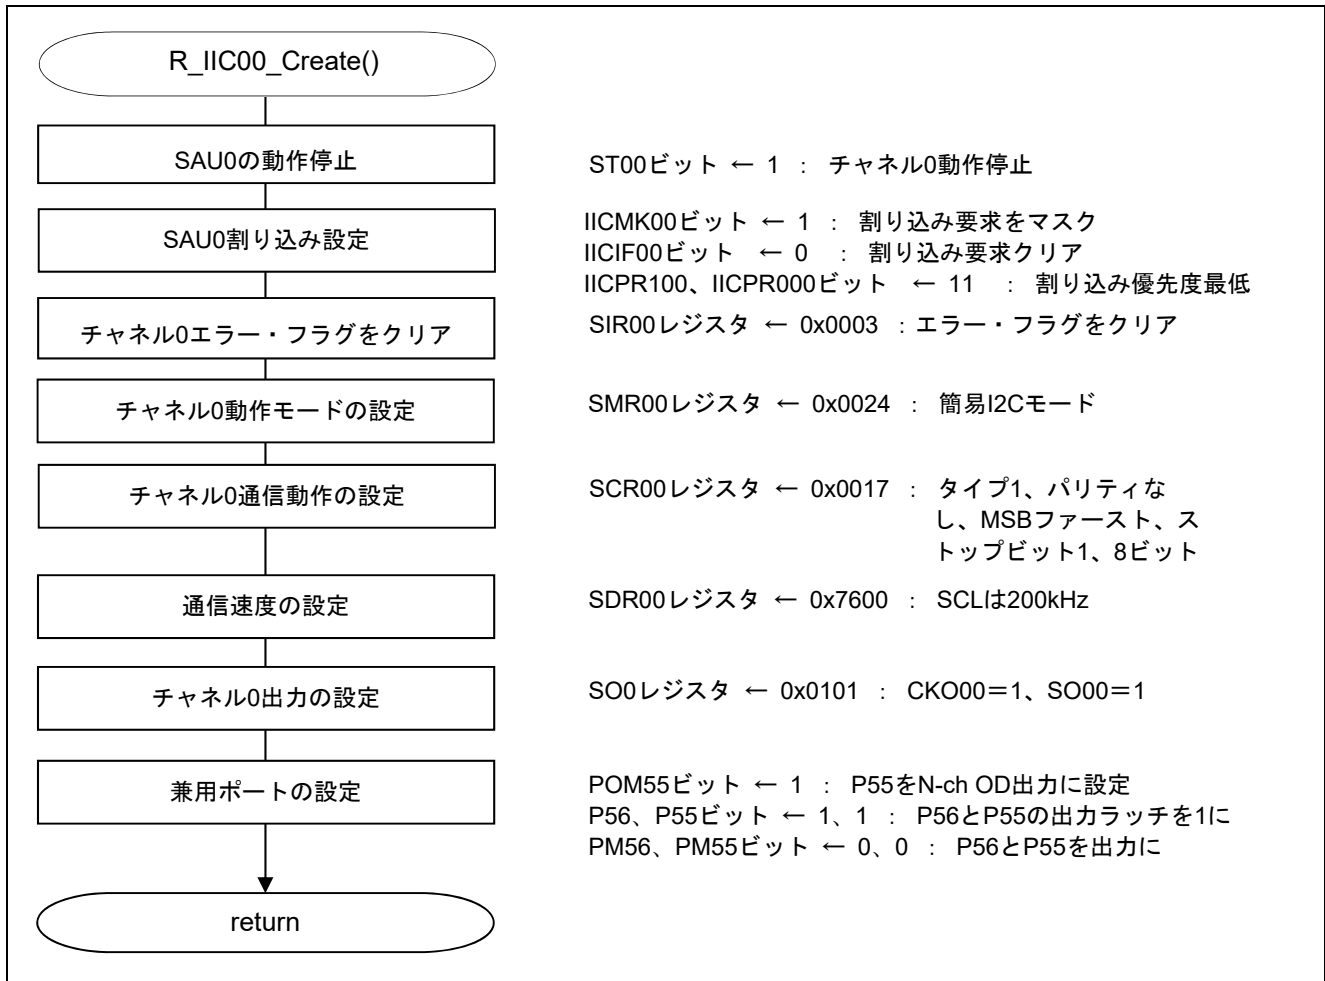 R_IIC00_Create()
SAU0の動作停止
ST00ビット ← 1 ： チャネル0動作停止
SAU0割り込み設定
IICMK00ビット ← 1 ： 割り込み要求をマスク
IICIF00ビット ← 0 ： 割り込み要求クリア
IICPR100、IICPR000ビット ← 11 ： 割り込み優先度最低
チャネル0エラー・フラグをクリア
SIR00レジスタ ← 0x0003 ：エラー・フラグをクリア
チャネル0動作モードの設定
SMR00レジスタ ← 0x0024 ： 簡易I2Cモード
チャネル0通信動作の設定
SCR00レジスタ ← 0x0017 ： タイプ1、パリティな
し、MSBファースト、ス
トップビット1、8ビット
通信速度の設定
SDR00レジスタ ← 0x7600 ： SCLは200kHz
チャネル0出力の設定
SO0レジスタ ← 0x0101 ： CKO00＝1、SO00＝1
兼用ポートの設定
POM55ビット ← 1 ： P55をN-ch OD出力に設定
P56、P55ビット ← 1、1 ： P56とP55の出力ラッチを1に
PM56、PM55ビット ← 0、0 ： P56とP55を出力に
return